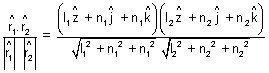 r̂₁. r̂₂ / |r̂₁| |r̂₂| = (l₁ẑ + n₁ĵ + n₁k̂)(l₂ẑ + n₂ĵ + n₂k̂) / √(l₁² + n₁² + n₁²) √(l₂² + n₂² + n₂²)